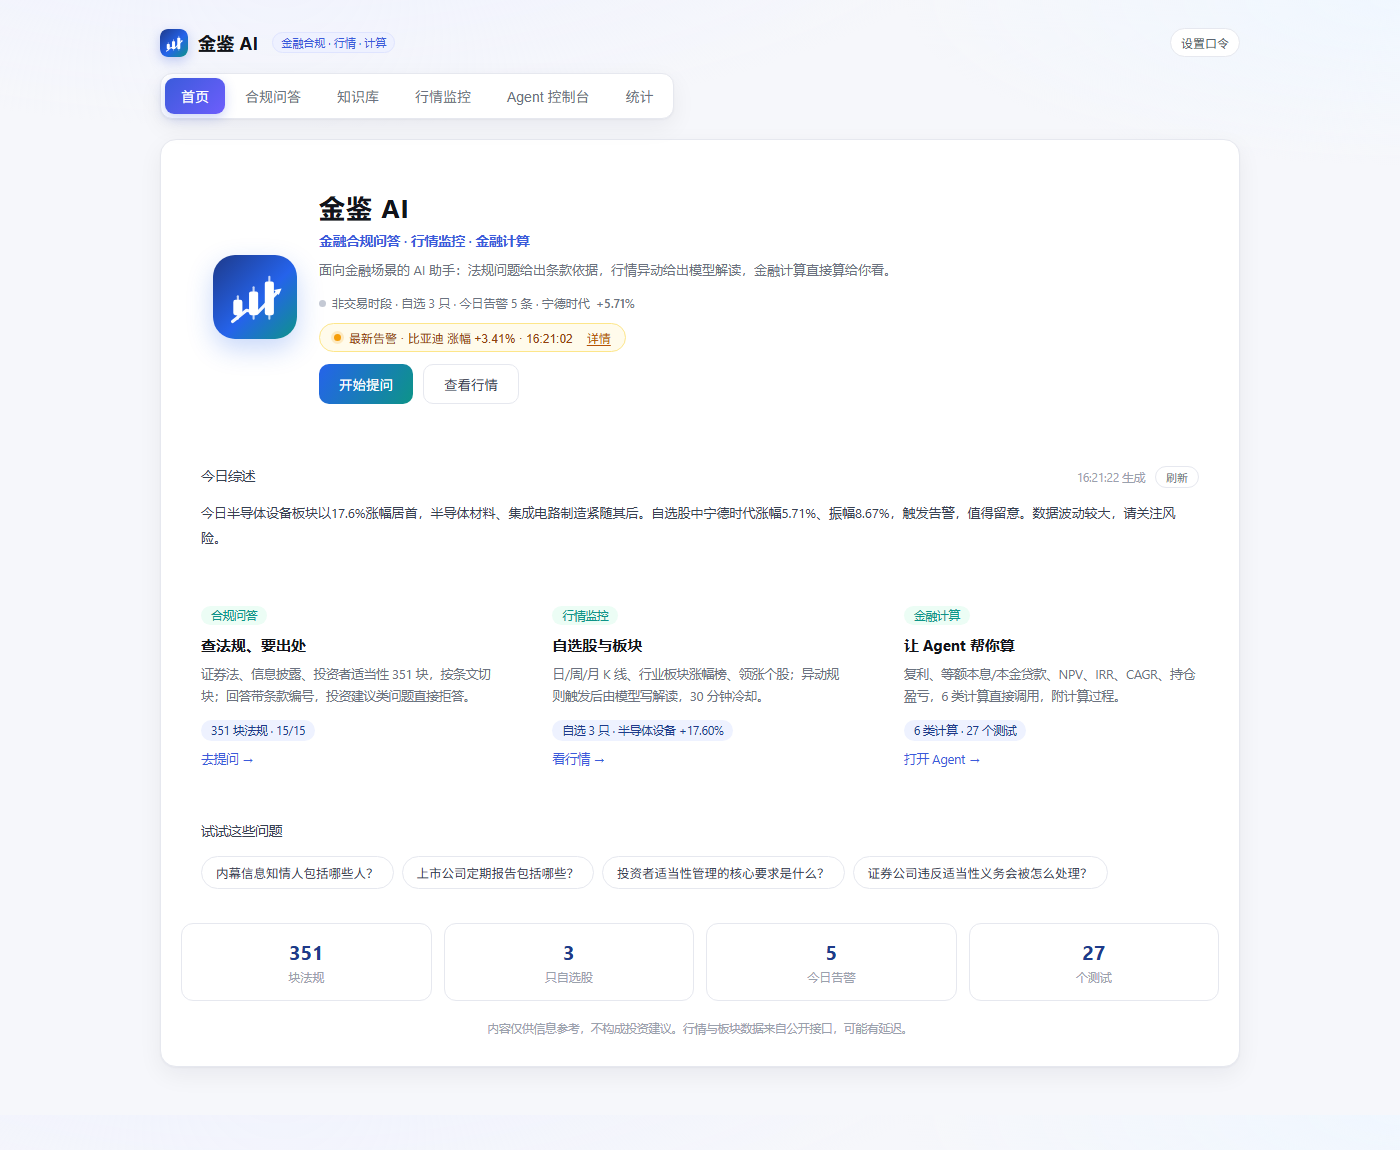 金鉴 AI
金融合规 · 行情 · 计算
设置口令
首页
合规问答
知识库
行情监控
Agent 控制台
统计
金鉴 AI
金融合规问答 · 行情监控 · 金融计算
面向金融场景的 AI 助手：法规问题给出条款依据，行情异动给出模型解读，金融计算直接算给你看。
非交易时段 · 自选 3 只 · 今日告警 5 条 · 宁德时代 +5.71%
最新告警 · 比亚迪 涨幅 +3.41% · 16:21:02 详情
开始提问
查看行情
今日综述
16:21:22 生成
刷新
今日半导体设备板块以17.6%涨幅居首，半导体材料、集成电路制造紧随其后。自选股中宁德时代涨幅5.71%、振幅8.67%，触发告警，值得留意。数据波动较大，请关注风
险。
合规问答
查法规、要出处
证券法、信息披露、投资者适当性 351 块，按条文切
块；回答带条款编号，投资建议类问题直接拒答。
351 块法规 · 15/15
去提问 →
行情监控
自选股与板块
日/周/月 K 线、行业板块涨幅榜、领涨个股；异动规
则触发后由模型写解读，30 分钟冷却。
自选 3 只 · 半导体设备 +17.60%
看行情 →
金融计算
让 Agent 帮你算
复利、等额本息/本金贷款、NPV、IRR、CAGR、持仓
盈亏，6 类计算直接调用，附计算过程。
6 类计算 · 27 个测试
打开 Agent →
试试这些问题
内幕信息知情人包括哪些人？
上市公司定期报告包括哪些？
投资者适当性管理的核心要求是什么？
证券公司违反适当性义务会被怎么处理？
351
块法规
3
只自选股
5
今日告警
27
个测试
内容仅供信息参考，不构成投资建议。行情与板块数据来自公开接口，可能有延迟。